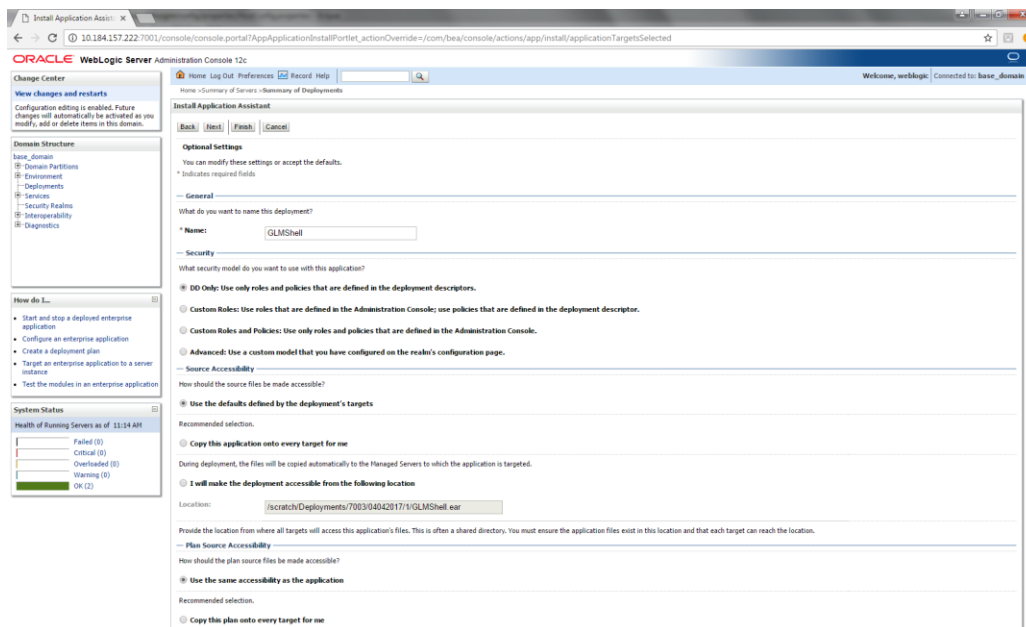 Install Application Assist
10.184.157.222:7001/console/console.portal?AppApplicationInstallPortlet_actionOverride=/com/bea/console/actions/app/install/applicationTargetsSelected
ORACLE WebLogic Server Administration Console 12c
Change Center
View changes and restarts
Configuration editing is enabled. Future
changes will automatically be activated as you
modify, add or delete items in this domain.
Domain Structure
base_domain
Domain Partitions
Environment
Deployments
Services
Security Realms
Interoperability
Diagnostics
How do I...
Start and stop a deployed enterprise
application
Configure an enterprise application
Create a deployment plan
Target an enterprise application to a server
instance
Test the modules in an enterprise application
System Status
Health of Running Servers as of 11:14 AM
Failed (0)
Critical (0)
Overloaded (0)
Warning (0)
OK (2)
Home Log Out Preferences Record Help
Welcome, weblogic Connected to: base_domain
Home >Summary of Servers >Summary of Deployments
Install Application Assistant
Back Next Finish Cancel
Optional Settings
You can modify these settings or accept the defaults.
* Indicates required fields
General
What do you want to name this deployment?
* Name: GLMShell
Security
What security model do you want to use with this application?
DD Only: Use only roles and policies that are defined in the deployment descriptors.
Custom Roles: Use roles that are defined in the Administration Console; use policies that are defined in the deployment descriptor.
Custom Roles and Policies: Use only roles and policies that are defined in the Administration Console.
Advanced: Use a custom model that you have configured on the realm's configuration page.
Source Accessibility
How should the source files be made accessible?
Use the defaults defined by the deployment's targets
Recommended selection.
Copy this application onto every target for me
During deployment, the files will be copied automatically to the Managed Servers to which the application is targeted.
I will make the deployment accessible from the following location
Location: /scratch/Deployments/7003/04042017/1/GLMShell.ear
Provide the location from where all targets will access this application's files. This is often a shared directory. You must ensure the application files exist in this location and that each target can reach the location.
Plan Source Accessibility
How should the plan source files be made accessible?
Use the same accessibility as the application
Recommended selection.
Copy this plan onto every target for me